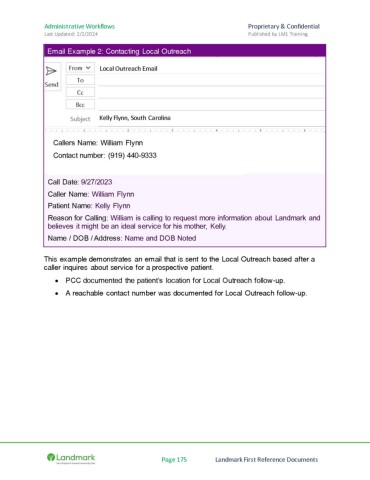 Administrative Workflows Proprietary & Confidential
Last Updated: 2/2/2024 Published by LMS Training
Email Example 2: Contacting Local Outreach
From Local Outreach Email
Send
To
Cc
Bcc
Subject Kelly Flynn, South Carolina
Callers Name: William Flynn
Contact number: (919) 440-9333
Call Date: 9/27/2023
Caller Name: William Flynn
Patient Name: Kelly Flynn
Reason for Calling: William is calling to request more information about Landmark and
believes it might be an ideal service for his mother, Kelly.
Name / DOB / Address: Name and DOB Noted
This example demonstrates an email that is sent to the Local Outreach based after a
caller inquires about service for a prospective patient.
• PCC documented the patient's location for Local Outreach follow-up.
• A reachable contact number was documented for Local Outreach follow-up.
Landmark
Page 175 Landmark First Reference Documents